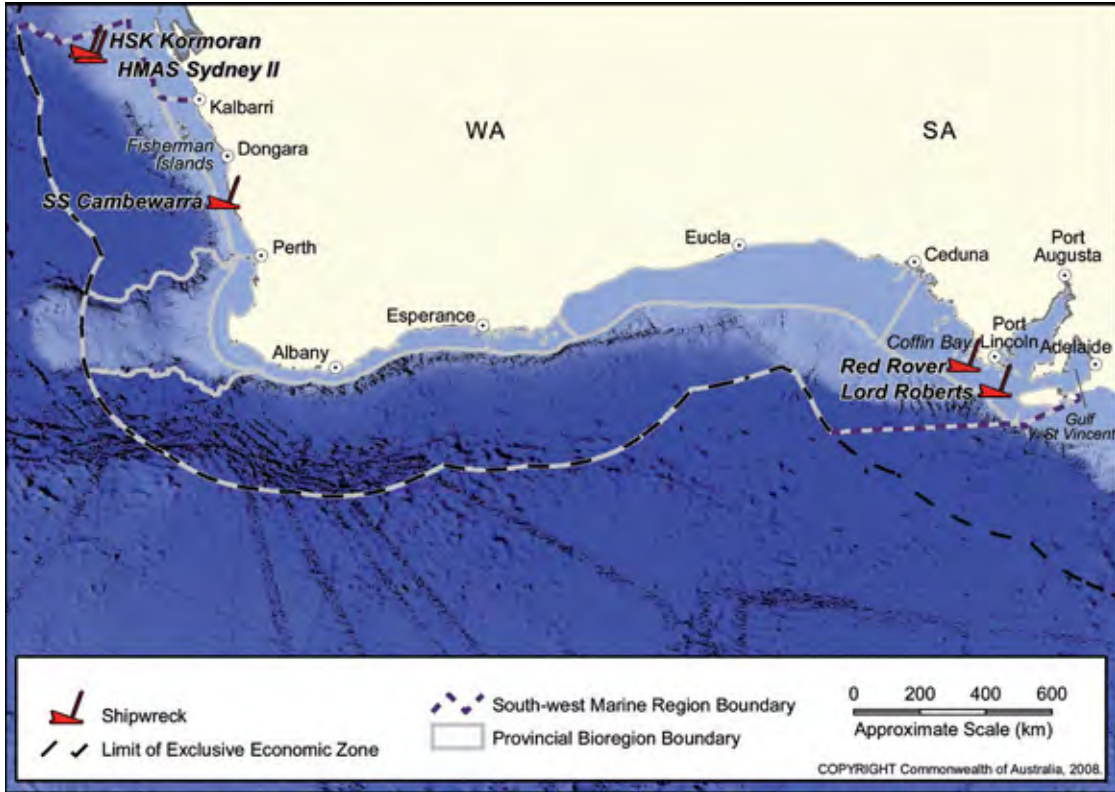 HSK Kormoran
HMAS Sydney II
Kalbarri
WA
SA
Fisherman
Islands
Dongara
SS Cambewarra
Perth
Eucla
Ceduna
Port
Augusta
Esperance
Albany
Coffin Bay
Port
Lincoln
Adelaide
Red Rover
Lord Roberts
Gulf
St Vincent
Shipwreck
Limit of Exclusive Economic Zone
South-west Marine Region Boundary
Provincial Bioregion Boundary
0 200 400 600
Approximate Scale (km)
COPYRIGHT Commonwealth of Australia, 2008.